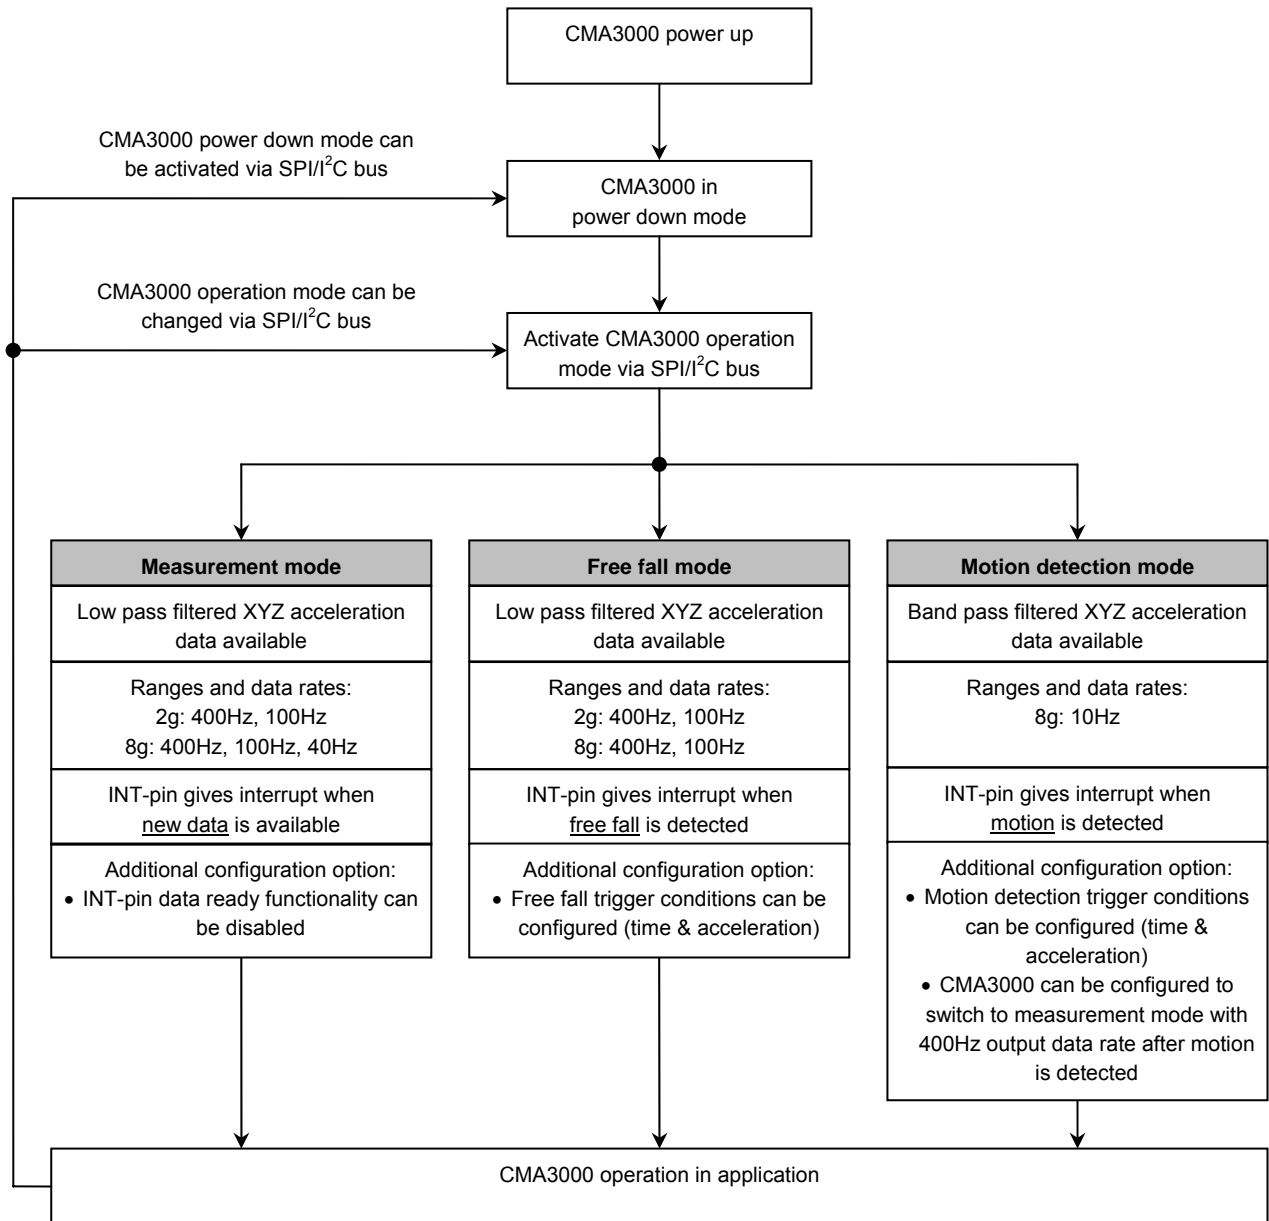 CMA3000 power up
CMA3000 power down mode can
be activated via SPI/I²C bus
CMA3000 in
power down mode
CMA3000 operation mode can be
changed via SPI/I²C bus
Activate CMA3000 operation
mode via SPI/I²C bus
Measurement mode
Low pass filtered XYZ acceleration
data available
Ranges and data rates:
2g: 400Hz, 100Hz
8g: 400Hz, 100Hz, 40Hz
INT-pin gives interrupt when
new data is available
Additional configuration option:
• INT-pin data ready functionality can
be disabled
Free fall mode
Low pass filtered XYZ acceleration
data available
Ranges and data rates:
2g: 400Hz, 100Hz
8g: 400Hz, 100Hz
INT-pin gives interrupt when
free fall is detected
Additional configuration option:
• Free fall trigger conditions can be
configured (time & acceleration)
Motion detection mode
Band pass filtered XYZ acceleration
data available
Ranges and data rates:
8g: 10Hz
INT-pin gives interrupt when
motion is detected
Additional configuration option:
• Motion detection trigger conditions
can be configured (time &
acceleration)
• CMA3000 can be configured to
switch to measurement mode with
400Hz output data rate after motion
is detected
CMA3000 operation in application